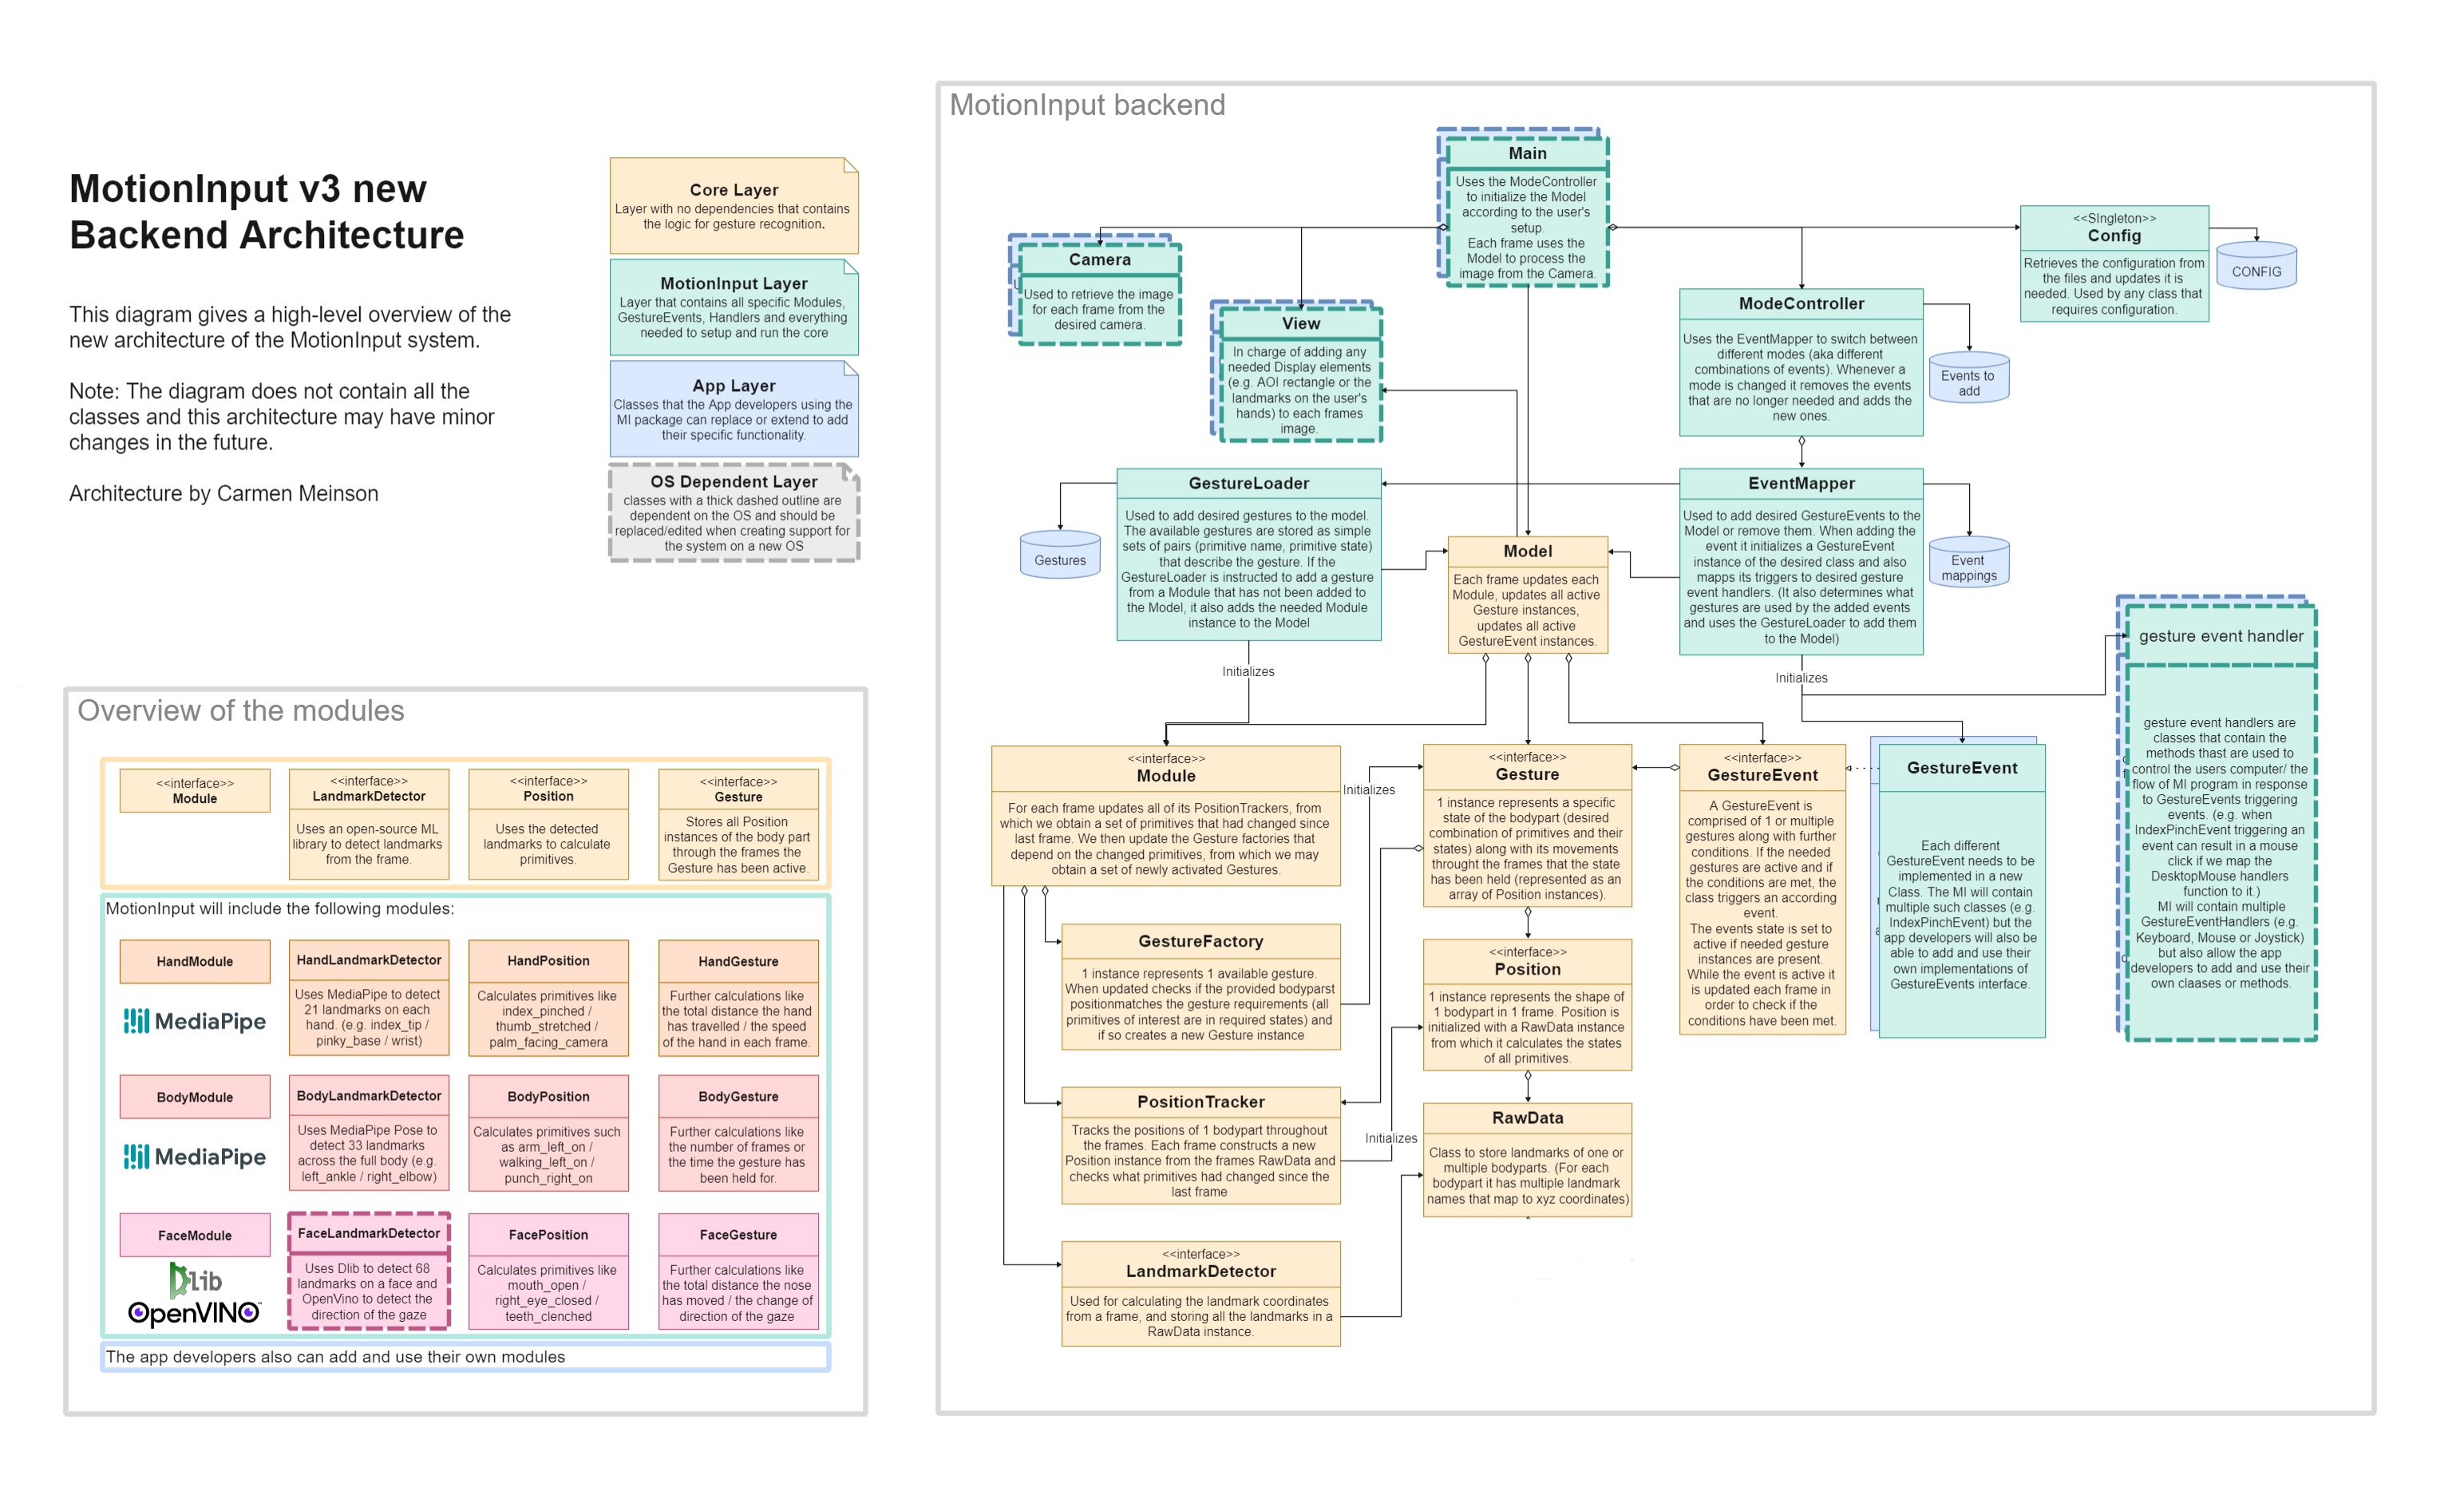 MotionInput v3 new
Backend Architecture
This diagram gives a high-level overview of the
new architecture of the MotionInput system.
Note: The diagram does not contain all the
classes and this architecture may have minor
changes in the future.
Architecture by Carmen Meinson
Core Layer
Layer with no dependencies that contains
the logic for gesture recognition.
MotionInput Layer
Layer that contains all specific Modules,
GestureEvents, Handlers and everything
needed to setup and run the core
App Layer
Classes that the App developers using the
MI package can replace or extend to add
their specific functionality.
OS Dependent Layer
classes with a thick dashed outline are
dependent on the OS and should be
replaced/edited when creating support for
the system on a new OS
Overview of the modules
<<interface>>
Module
<<interface>>
LandmarkDetector
Uses an open-source ML
library to detect landmarks
from the frame.
<<interface>>
Position
Uses the detected
landmarks to calculate
primitives.
<<interface>>
Gesture
Stores all Position
instances of the body part
through the frames the
Gesture has been active.
MotionInput will include the following modules:
HandModule
MediaPipe
HandLandmarkDetector
Uses MediaPipe to detect
21 landmarks on each
hand. (e.g. index_tip /
pinky_base / wrist)
HandPosition
Calculates primitives like
index_pinched /
thumb_stretched /
palm_facing_camera
HandGesture
Further calculations like
the total distance the hand
has travelled / the speed
of the hand in each frame.
BodyModule
MediaPipe
BodyLandmarkDetector
Uses MediaPipe Pose to
detect 33 landmarks
across the full body (e.g.
left_ankle / right_elbow)
BodyPosition
Calculates primitives such
as arm_left_on /
walking_left_on /
punch_right_on
BodyGesture
Further calculations like
the number of frames or
the time the gesture has
been held for.
FaceModule
Dlib
OpenVINO
FaceLandmarkDetector
Uses Dlib to detect 68
landmarks on a face and
OpenVino to detect the
direction of the gaze
FacePosition
Calculates primitives like
mouth_open /
right_eye_closed /
teeth_clenched
FaceGesture
Further calculations like
the total distance the nose
has moved / the change of
direction of the gaze
The app developers also can add and use their own modules
MotionInput backend
Main
Uses the ModeController
to initialize the Model
according to the user's
setup.
Each frame uses the
Model to process the
image from the Camera.
Camera
Used to retrieve the image
for each frame from the
desired camera.
View
In charge of adding any
needed Display elements
(e.g. AOI rectangle or the
landmarks on the user's
hands) to each frames
image.
<<SIngleton>>
Config
Retrieves the configuration from
the files and updates it is
needed. Used by any class that
requires configuration.
CONFIG
ModeController
Uses the EventMapper to switch between
different modes (aka different
combinations of events). Whenever a
mode is changed it removes the events
that are no longer needed and adds the
new ones.
Events to
add
GestureLoader
Used to add desired gestures to the model.
The available gestures are stored as simple
sets of pairs (primitive name, primitive state)
that describe the gesture. If the
GestureLoader is instructed to add a gesture
from a Module that has not been added to
the Model, it also adds the needed Module
instance to the Model
Gestures
EventMapper
Used to add desired GestureEvents to the
Model or remove them. When adding the
event it initializes a GestureEvent
instance of the desired class and also
mapps its triggers to desired gesture
event handlers. (It also determines what
gestures are used by the added events
and uses the GestureLoader to add them
to the Model)
Event
mappings
Model
Each frame updates each
Module, updates all active
Gesture instances,
updates all active
GestureEvent instances.
Initializes
Initializes
gesture event handler
gesture event handlers are
classes that contain the
methods thast are used to
control the users computer/ the
flow of MI program in response
to GestureEvents triggering
events. (e.g. when
IndexPinchEvent triggering an
event can result in a mouse
click if we map the
DesktopMouse handlers
function to it.)
MI will contain multiple
GestureEventHandlers (e.g.
Keyboard, Mouse or Joystick)
but also allow the app
developers to add and use their
own claeses or methods.
<<interface>>
Module
For each frame updates all of its PositionTrackers, from
which we obtain a set of primitives that had changed since
last frame. We then update the Gesture factories that
depend on the changed primitives, from which we may
obtain a set of newly activated Gestures.
Initializes
<<interface>>
Gesture
1 instance represents a specific
state of the bodypart (desired
combination of primitives and their
states) along with its movements
throught the frames that the state
has been held (represented as an
array of Position instances).
<<interface>>
GestureEvent
A GestureEvent is
comprised of 1 or multiple
gestures along with further
conditions. If the needed
gestures are active and if
the conditions are met, the
class triggers an according
event.
The events state is set to
active if needed gesture
instances are present.
While the event is active it
is updated each frame in
order to check if the
conditions have been met.
GestureEvent
Each different
GestureEvent needs to be
implemented in a new
Class. The MI will contain
multiple such classes (e.g.
IndexPinchEvent) but the
app developers will also be
able to add and use their
own implementations of
GestureEvents interface.
GestureFactory
1 instance represents 1 available gesture.
When updated checks if the provided bodyparst
positionmatches the gesture requirements (all
primitives of interest are in required states) and
if so creates a new Gesture instance
<<interface>>
Position
1 instance represents the shape of
1 bodypart in 1 frame. Position is
initialized with a RawData instance
from which it calculates the states
of all primitives.
PositionTracker
Tracks the positions of 1 bodypart throughout
the frames. Each frame constructs a new
Position instance from the frames RawData and
checks what primitives had changed since the
last frame
Initializes
RawData
Class to store landmarks of one or
multiple bodyparts. (For each
bodypart it has multiple landmark
names that map to xyz coordinates)
<<interface>>
LandmarkDetector
Used for calculating the landmark coordinates
from a frame, and storing all the landmarks in a
RawData instance.